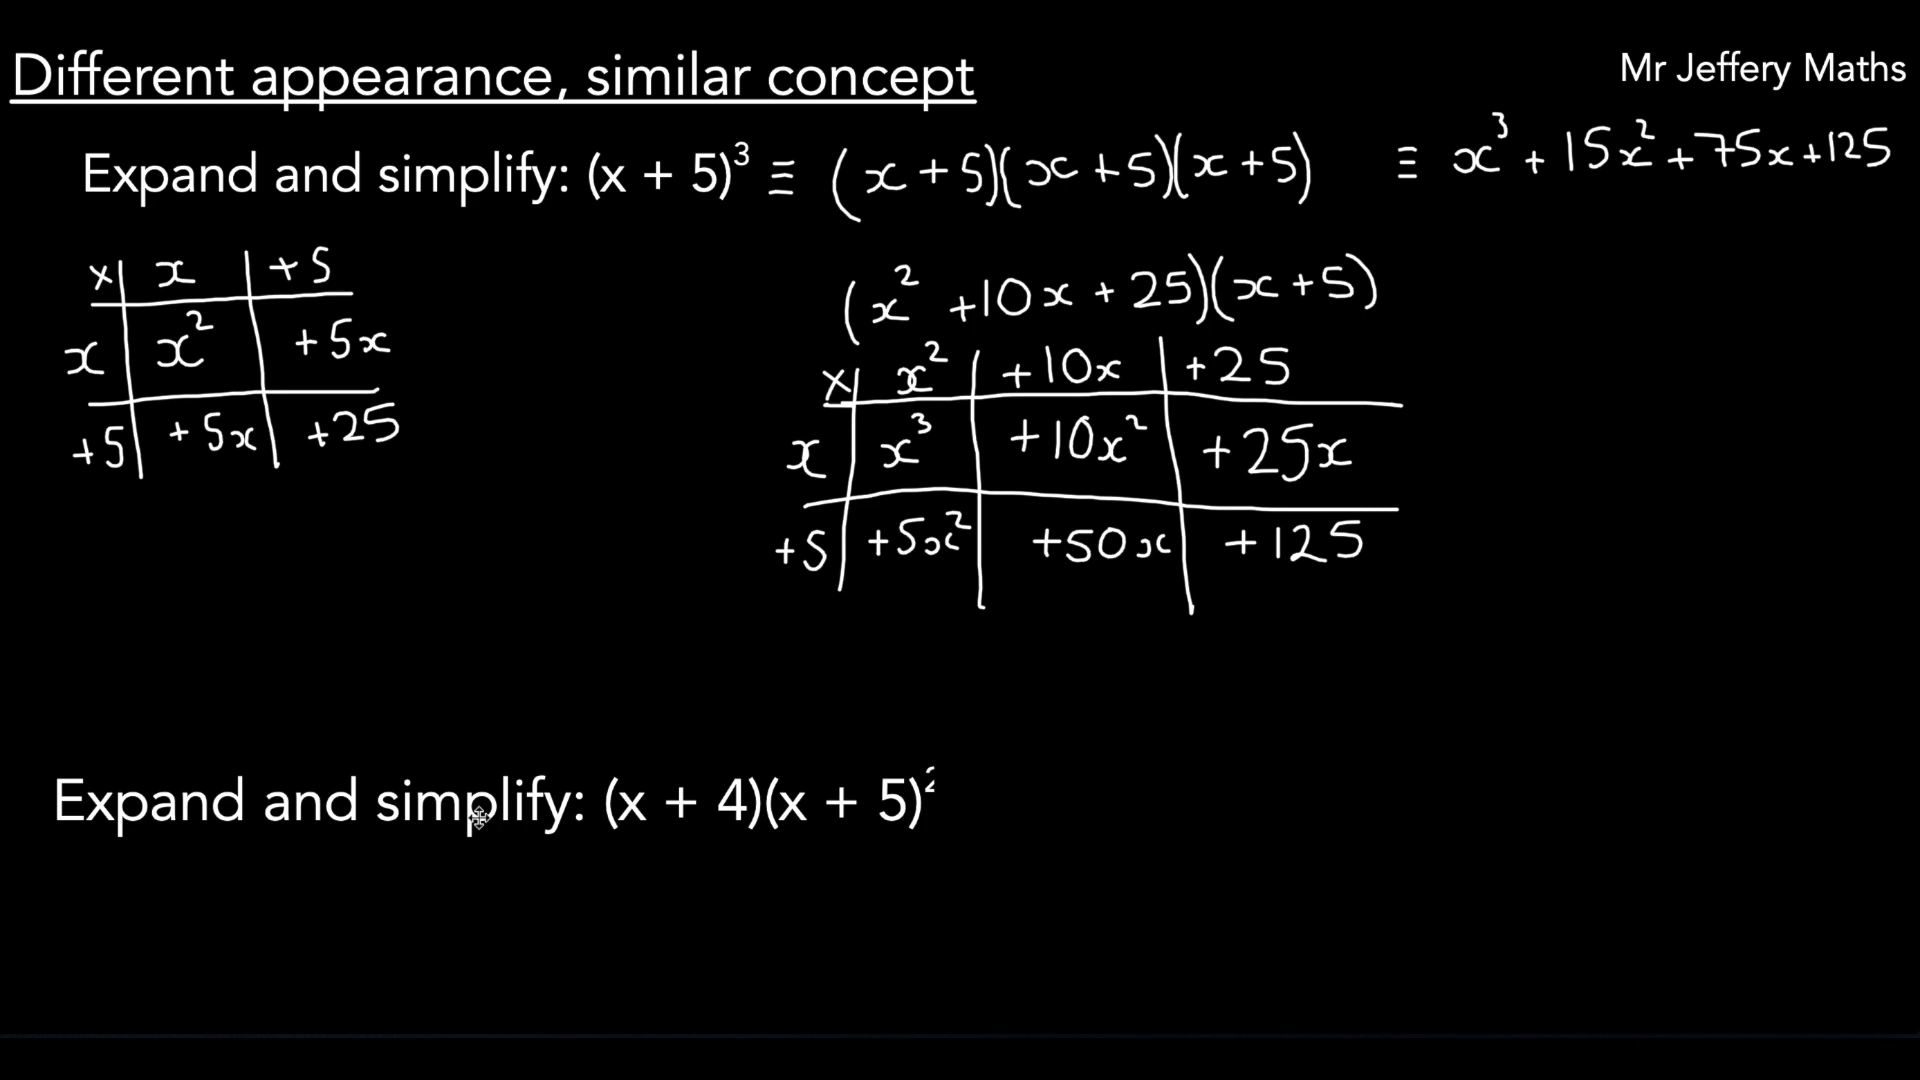 Different appearance, similar concept
Mr Jeffery Maths
Expand and simplify: (x + 5)³ ≡ (x+5)(x+5)(x+5) ≡ x³ + 15x² + 75x + 125
(x² + 10x + 25)(x + 5)
× x +5
x x² +5x
+5 +5x +25
× x² +10x +25
x x³ +10x² +25x
+5 +5x² +50x +125
Expand and simplify: (x + 4)(x + 5)²